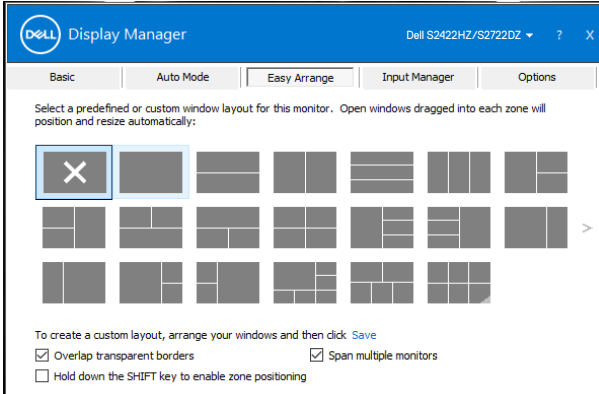 DELL Display Manager Dell S2422HZ/S2722DZ ? X
Basic Auto Mode Easy Arrange Input Manager Options
Select a predefined or custom window layout for this monitor. Open windows dragged into each zone will
position and resize automatically:
>
To create a custom layout, arrange your windows and then click Save
Overlap transparent borders Span multiple monitors
Hold down the SHIFT key to enable zone positioning